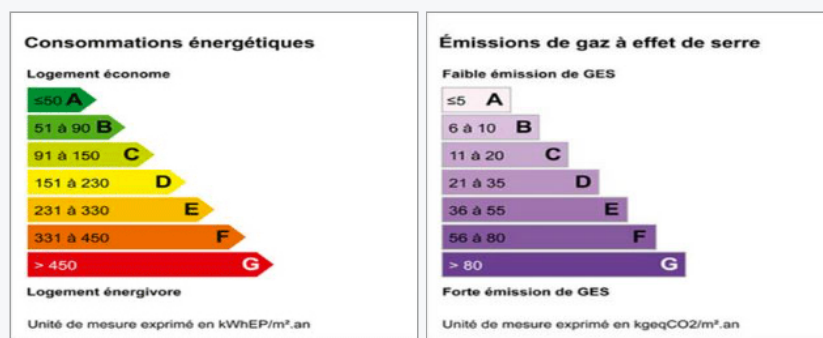 Consommations énergétiques
Logement économe
≤50 A
51 à 90 B
91 à 150 C
151 à 230 D
231 à 330 E
331 à 450 F
> 450 G
Logement énergivore
Unité de mesure exprimé en kWhEP/m².an
Émissions de gaz à effet de serre
Faible émission de GES
≤5 A
6 à 10 B
11 à 20 C
21 à 35 D
36 à 55 E
56 à 80 F
> 80 G
Forte émission de GES
Unité de mesure exprimé en kgeqCO2/m².an